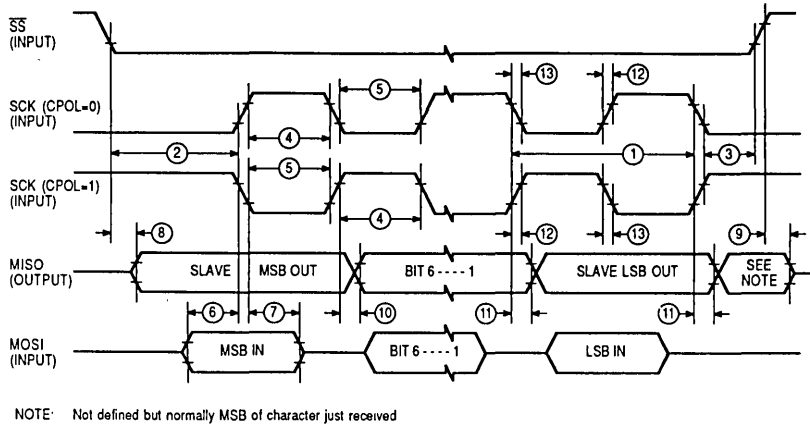 SS
(INPUT)
13
12
5
SCK (CPOL=0)
(INPUT)
4
2
5
1
3
SCK (CPOL=1)
(INPUT)
4
12
13
8
9
MISO
(OUTPUT)
SLAVE MSB OUT
BIT 6 - - - - 1
SLAVE LSB OUT
SEE
NOTE
6
7
10
11
11
MOSI
(INPUT)
MSB IN
BIT 6 - - - - 1
LSB IN
NOTE· Not defined but normally MSB of character just received